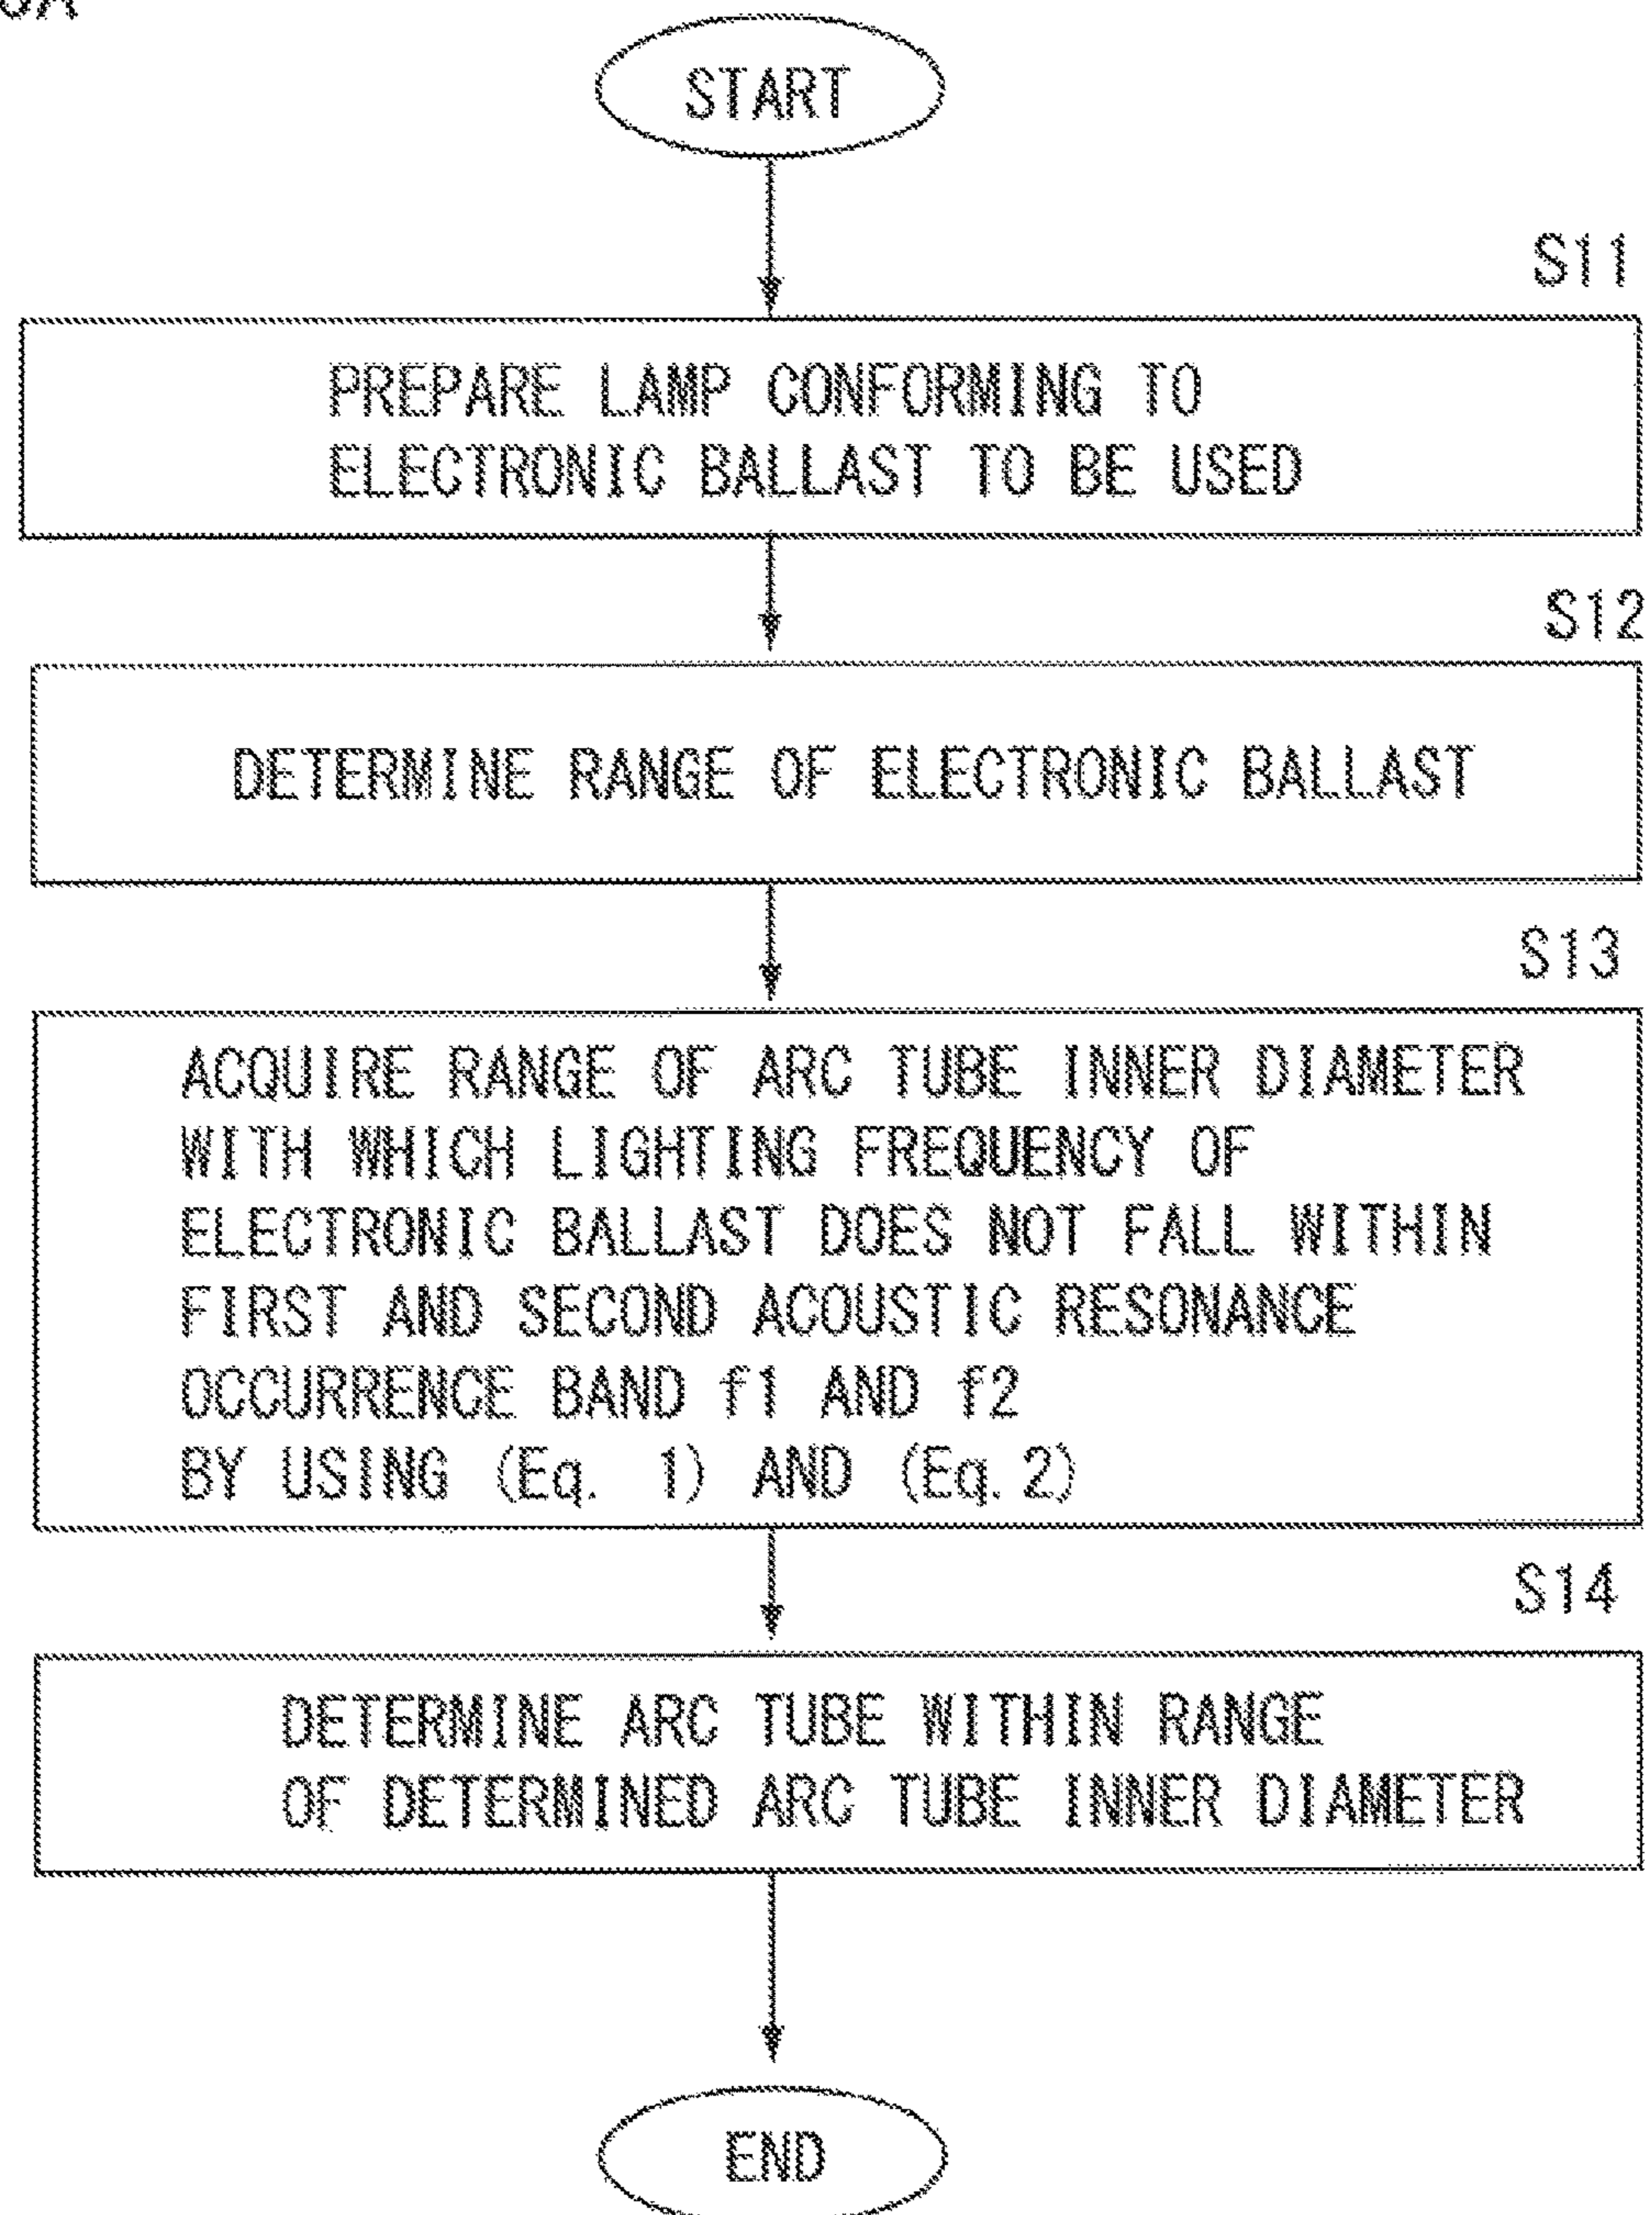 START
S11
PREPARE LAMP CONFORMING TO
ELECTRONIC BALLAST TO BE USED
S12
DETERMINE RANGE OF ELECTRONIC BALLAST
S13
ACQUIRE RANGE OF ARC TUBE INNER DIAMETER
WITH WHICH LIGHTING FREQUENCY OF
ELECTRONIC BALLAST DOES NOT FALL WITHIN
FIRST AND SECOND ACOUSTIC RESONANCE
OCCURRENCE BAND f1 AND f2
BY USING (Eq. 1) AND (Eq. 2)
S14
DETERMINE ARC TUBE WITHIN RANGE
OF DETERMINED ARC TUBE INNER DIAMETER
END